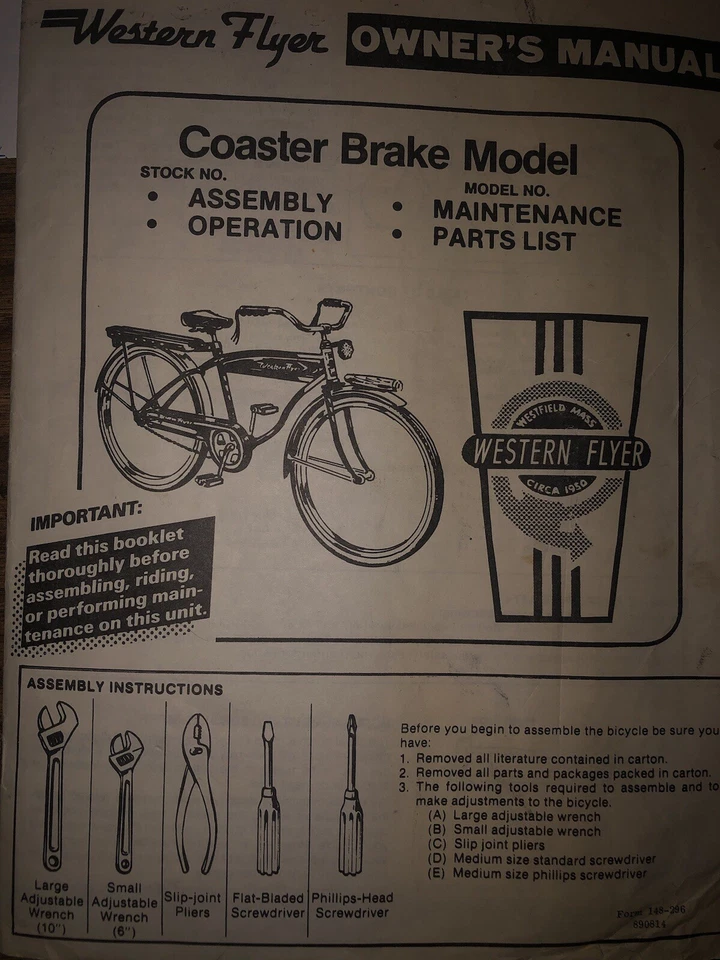 Western Flyer OWNER'S MANUAL
Coaster Brake Model
STOCK NO.
MODEL NO.
• ASSEMBLY
• OPERATION
• MAINTENANCE
• PARTS LIST
Western Flyer
Western Flyer
WESTFIELD MASS
WESTERN FLYER
CIRCA 1950
IMPORTANT:
Read this booklet
thoroughly before
assembling, riding,
or performing main-
tenance on this unit.
ASSEMBLY INSTRUCTIONS
Large
Adjustable
Wrench
(10")
Small
Adjustable
Wrench
(6")
Slip-joint
Pliers
Flat-Bladed
Screwdriver
Phillips-Head
Screwdriver
Before you begin to assemble the bicycle be sure you
have:
1. Removed all literature contained in carton.
2. Removed all parts and packages packed in carton.
3. The following tools required to assemble and to
make adjustments to the bicycle.
(A) Large adjustable wrench
(B) Small adjustable wrench
(C) Slip joint pliers
(D) Medium size standard screwdriver
(E) Medium size phillips screwdriver
Form 148-296
890814